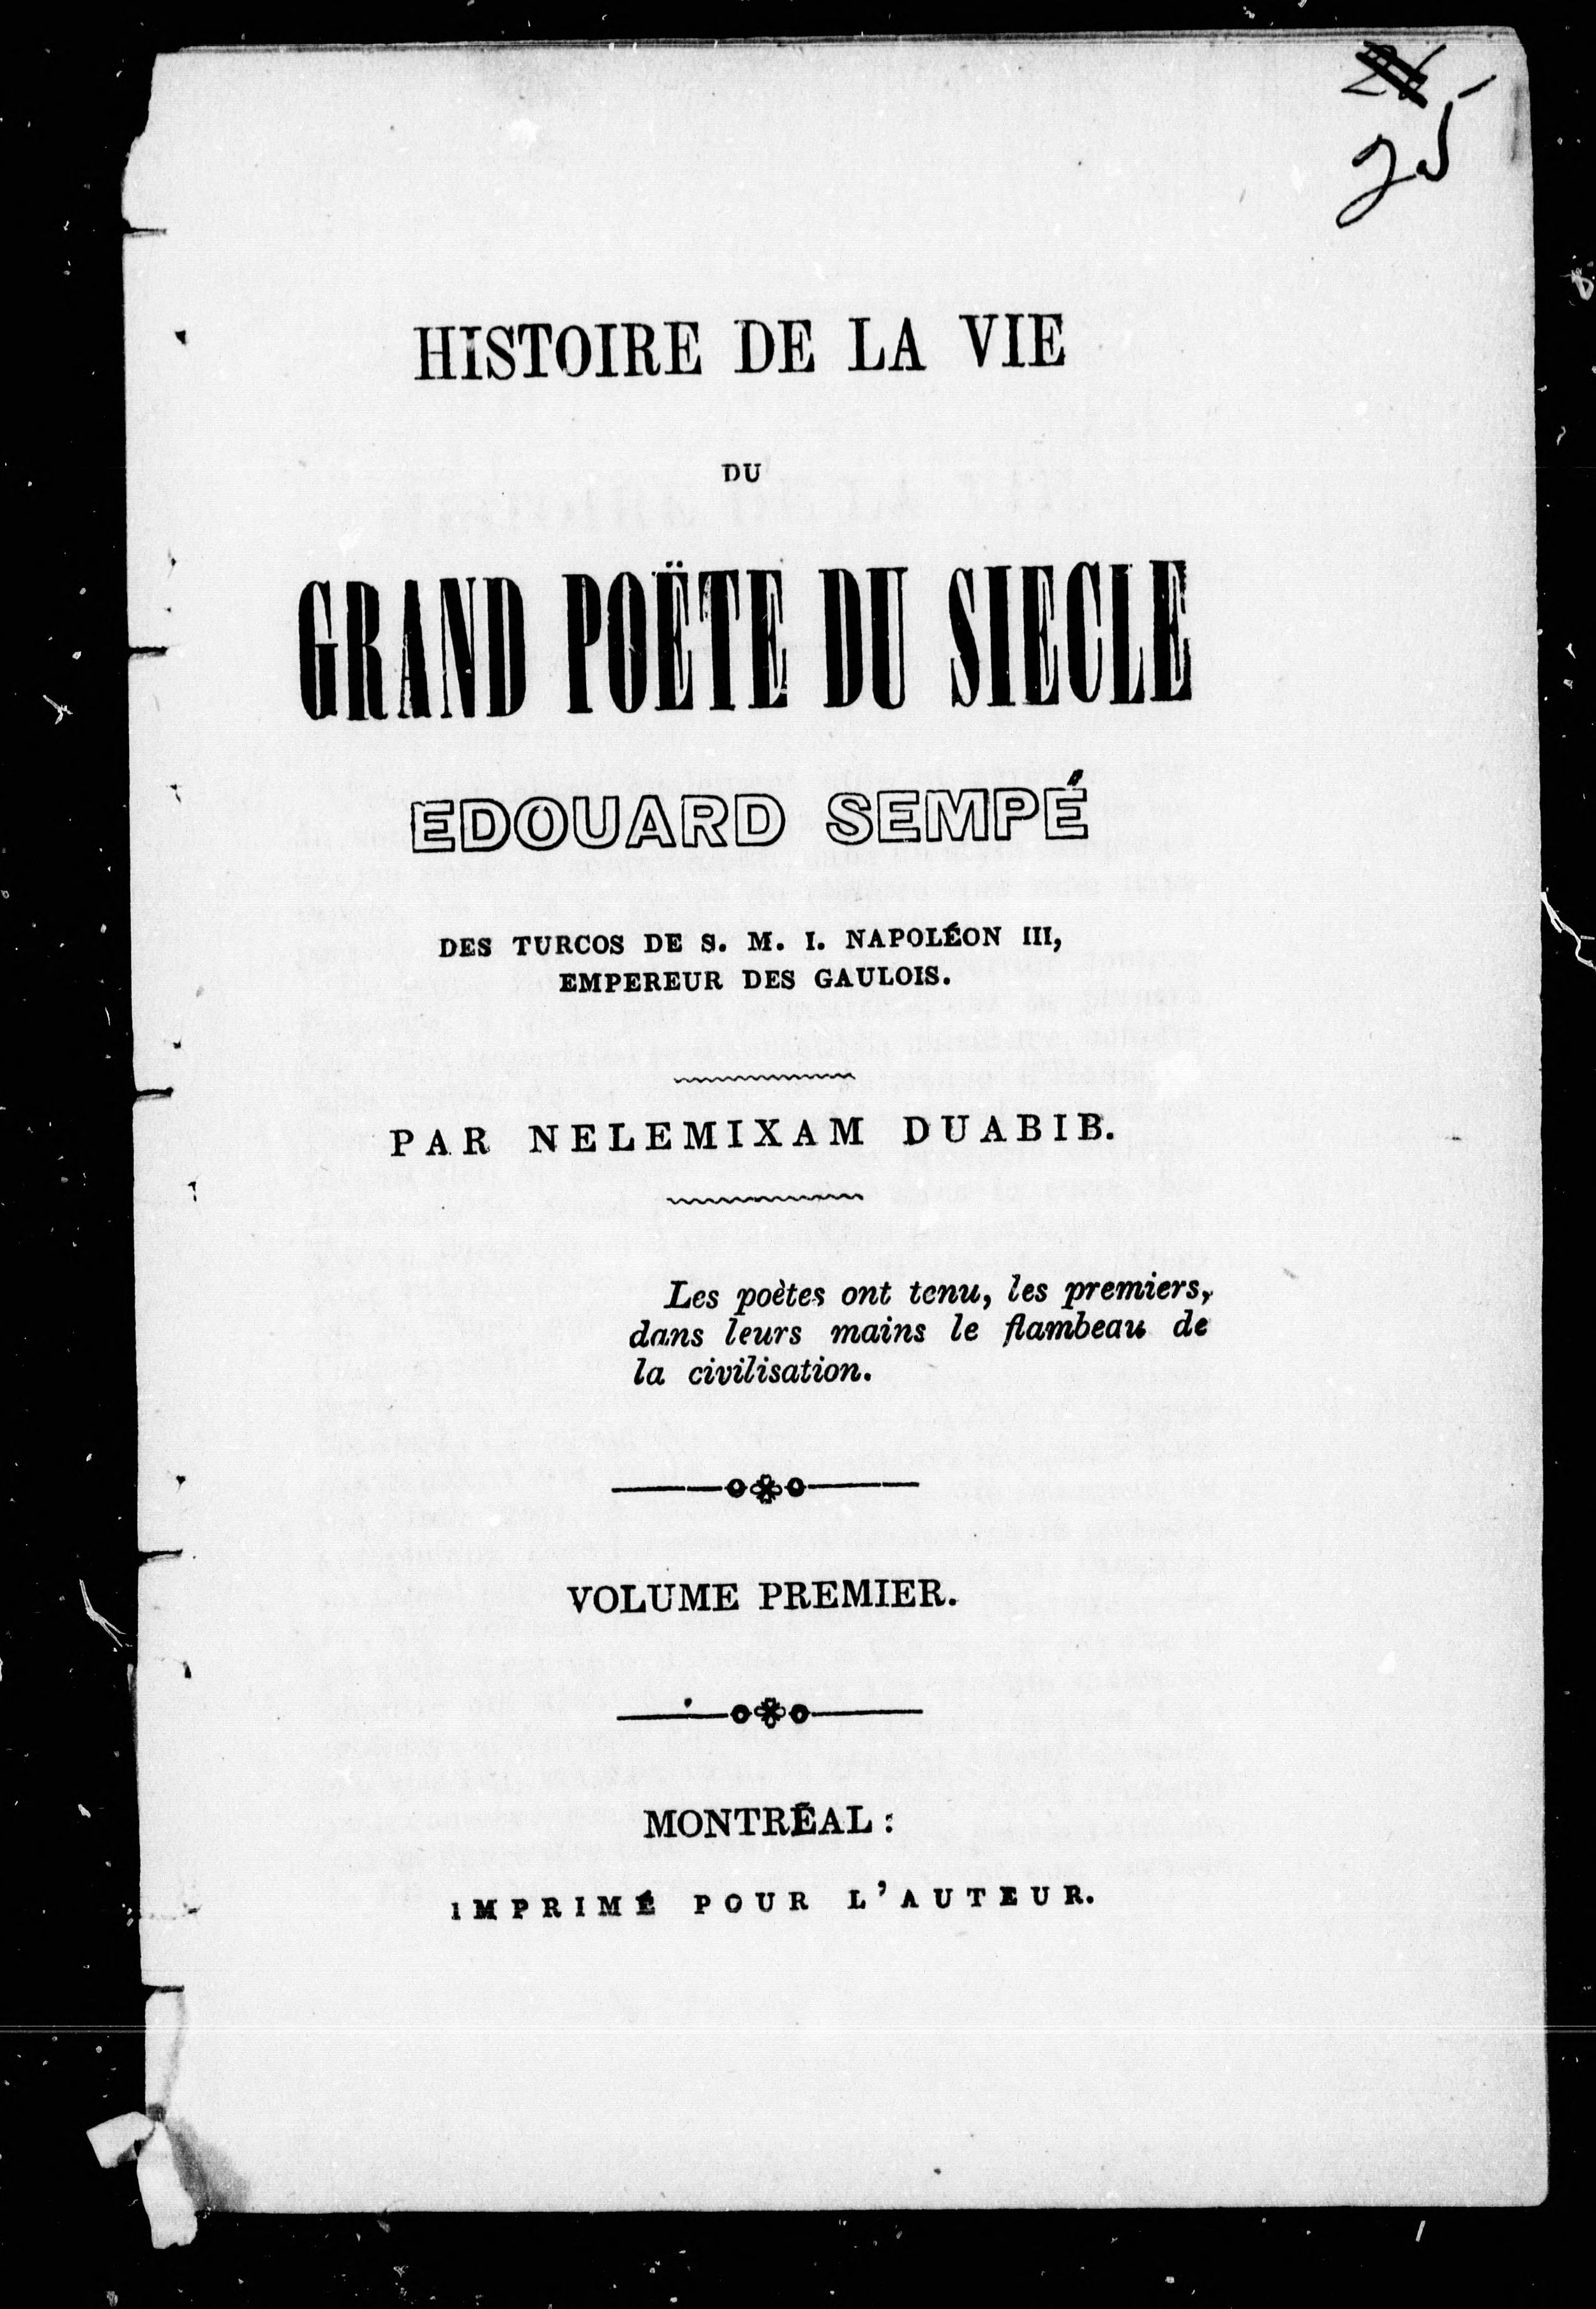 HISTOIRE DE LA VIE
DU
GRAND POËTE DU SIECLE
EDOUARD SEMPÉ
DES TURCOS DE S. M. I. NAPOLÉON III,
EMPEREUR DES GAULOIS.
PAR NELEMIXAM DUABIB.
Les poètes ont tenu, les premiers,
dans leurs mains le flambeau de
la civilisation.
VOLUME PREMIER.
MONTRÉAL:
IMPRIMÉ POUR L'AUTEUR.